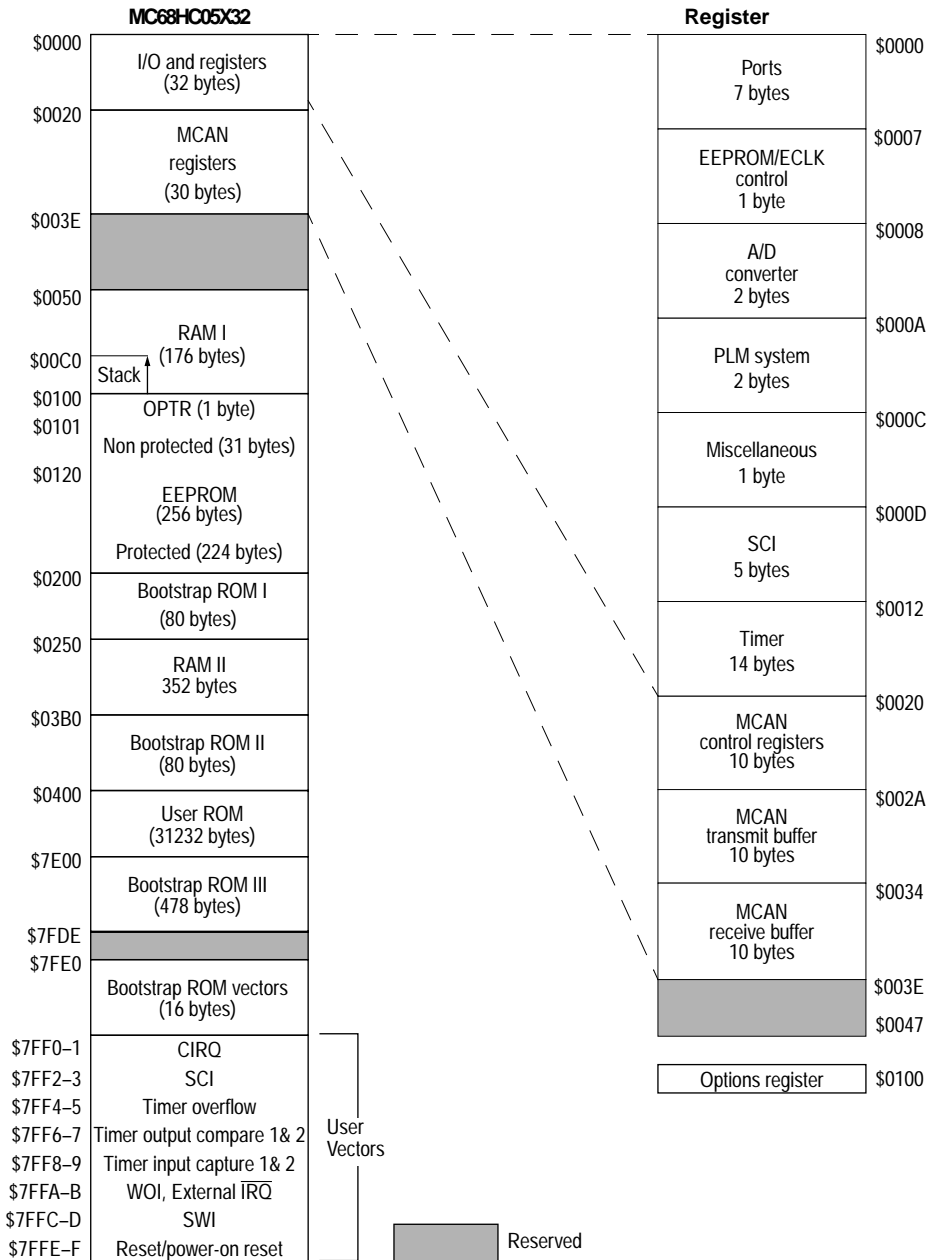 MC68HC05X32
$0000
I/O and registers
(32 bytes)
$0020
MCAN
registers
(30 bytes)
$003E
$0050
RAM I
(176 bytes)
$00C0
Stack
$0100
OPTR (1 byte)
$0101
Non protected (31 bytes)
$0120
EEPROM
(256 bytes)
Protected (224 bytes)
$0200
Bootstrap ROM I
(80 bytes)
$0250
RAM II
352 bytes
$03B0
Bootstrap ROM II
(80 bytes)
$0400
User ROM
(31232 bytes)
$7E00
Bootstrap ROM III
(478 bytes)
$7FDE
$7FE0
Bootstrap ROM vectors
(16 bytes)
$7FF0–1 CIRQ
$7FF2–3 SCI
$7FF4–5 Timer overflow
$7FF6–7 Timer output compare 1& 2
$7FF8–9 Timer input capture 1& 2
$7FFA–B WOI, External I̅R̅Q̅
$7FFC–D SWI
$7FFE–F Reset/power-on reset
User
Vectors
Reserved
Register
$0000
Ports
7 bytes
$0007
EEPROM/ECLK
control
1 byte
$0008
A/D
converter
2 bytes
$000A
PLM system
2 bytes
$000C
Miscellaneous
1 byte
$000D
SCI
5 bytes
$0012
Timer
14 bytes
$0020
MCAN
control registers
10 bytes
$002A
MCAN
transmit buffer
10 bytes
$0034
MCAN
receive buffer
10 bytes
$003E
$0047
Options register $0100